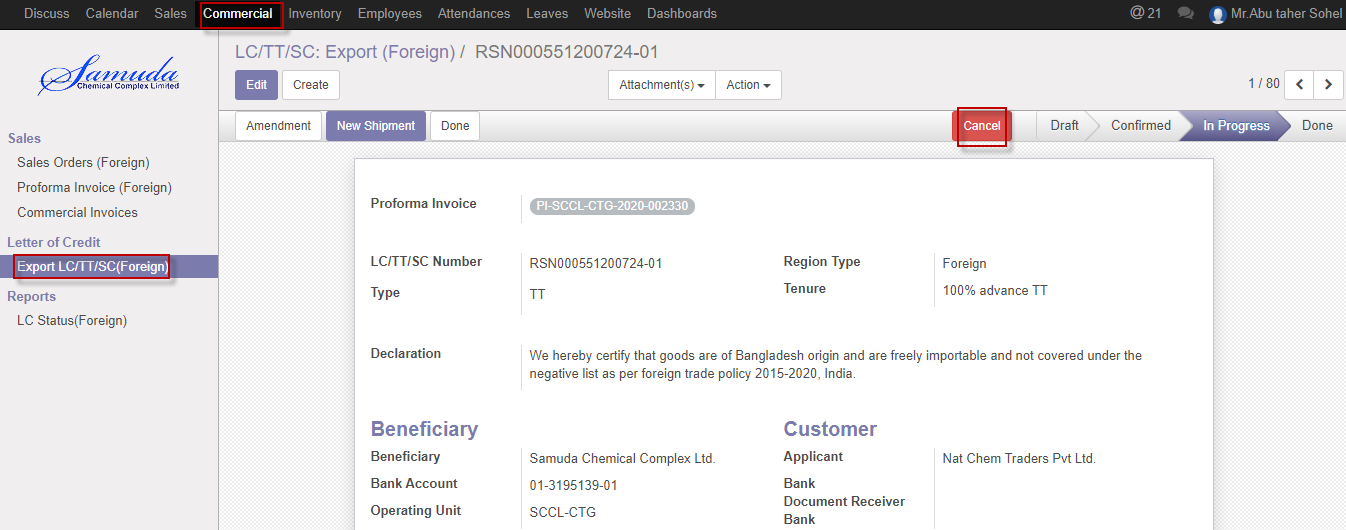 Discuss Calendar Sales Commercial Inventory Employees Attendances Leaves Website Dashboards @ 21 Mr.Abu taher Sohel
Samuda
Chemical Complex Limited
LC/TT/SC: Export (Foreign) / RSN000551200724-01
Edit Create Attachment(s) Action 1 / 80
Amendment New Shipment Done Cancel Draft Confirmed In Progress Done
Sales
Sales Orders (Foreign)
Proforma Invoice (Foreign)
Commercial Invoices
Letter of Credit
Export LC/TT/SC(Foreign)
Reports
LC Status(Foreign)
Proforma Invoice PI-SCCL-CTG-2020-002330
LC/TT/SC Number RSN000551200724-01
Type TT
Region Type Foreign
Tenure 100% advance TT
Declaration We hereby certify that goods are of Bangladesh origin and are freely importable and not covered under the
negative list as per foreign trade policy 2015-2020, India.
Beneficiary
Beneficiary Samuda Chemical Complex Ltd.
Bank Account 01-3195139-01
Operating Unit SCCL-CTG
Customer
Applicant Nat Chem Traders Pvt Ltd.
Bank
Document Receiver
Bank